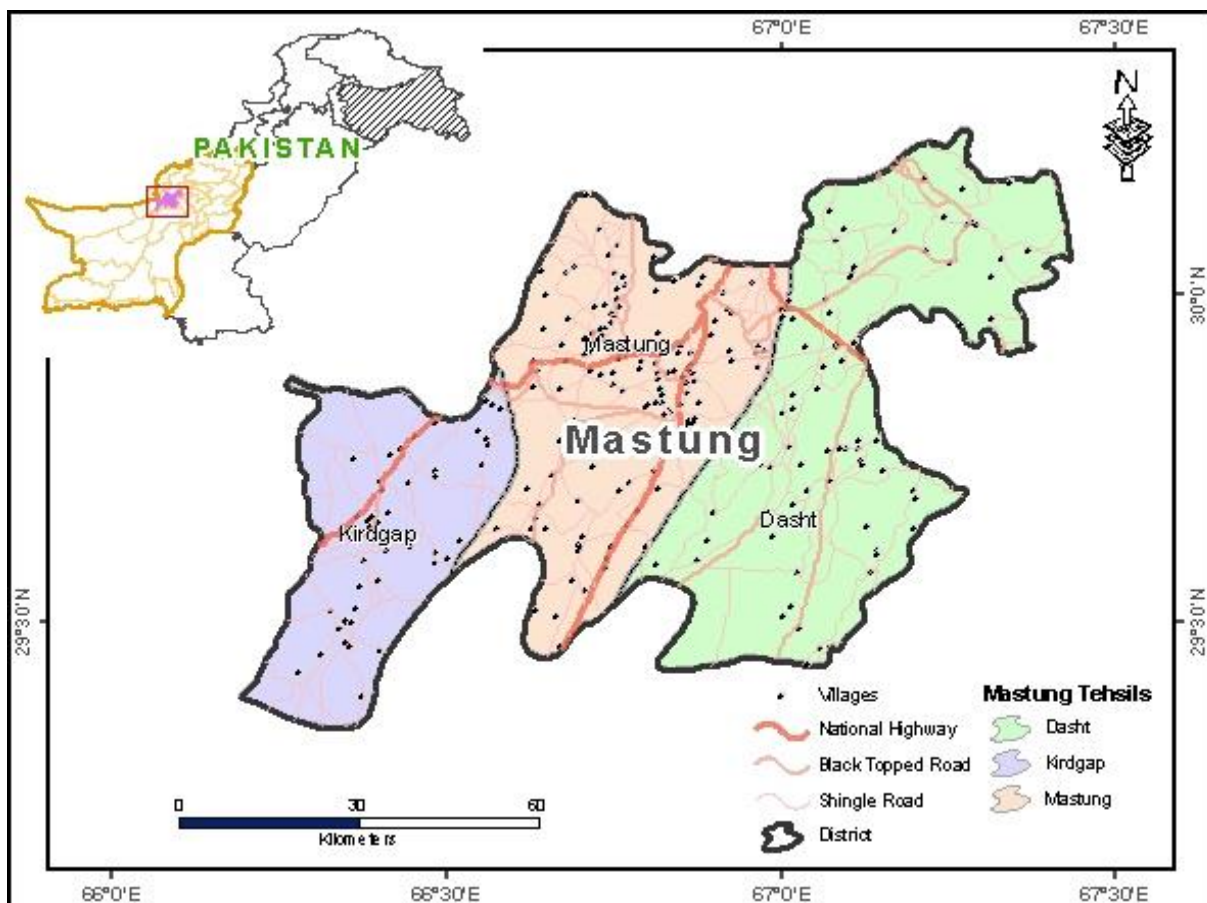 67°0'E 67°30'E
N
PAKISTAN
30°0'N
Mastung
Mastung
Dasht
Kirdgap
29°30'N 29°30'N
Villages
National Highway
Black Topped Road
Shingle Road
District
Mastung Tehsils
Dasht
Kirdgap
Mastung
0 30 60
Kilometers
66°0'E 66°30'E 67°0'E 67°30'E